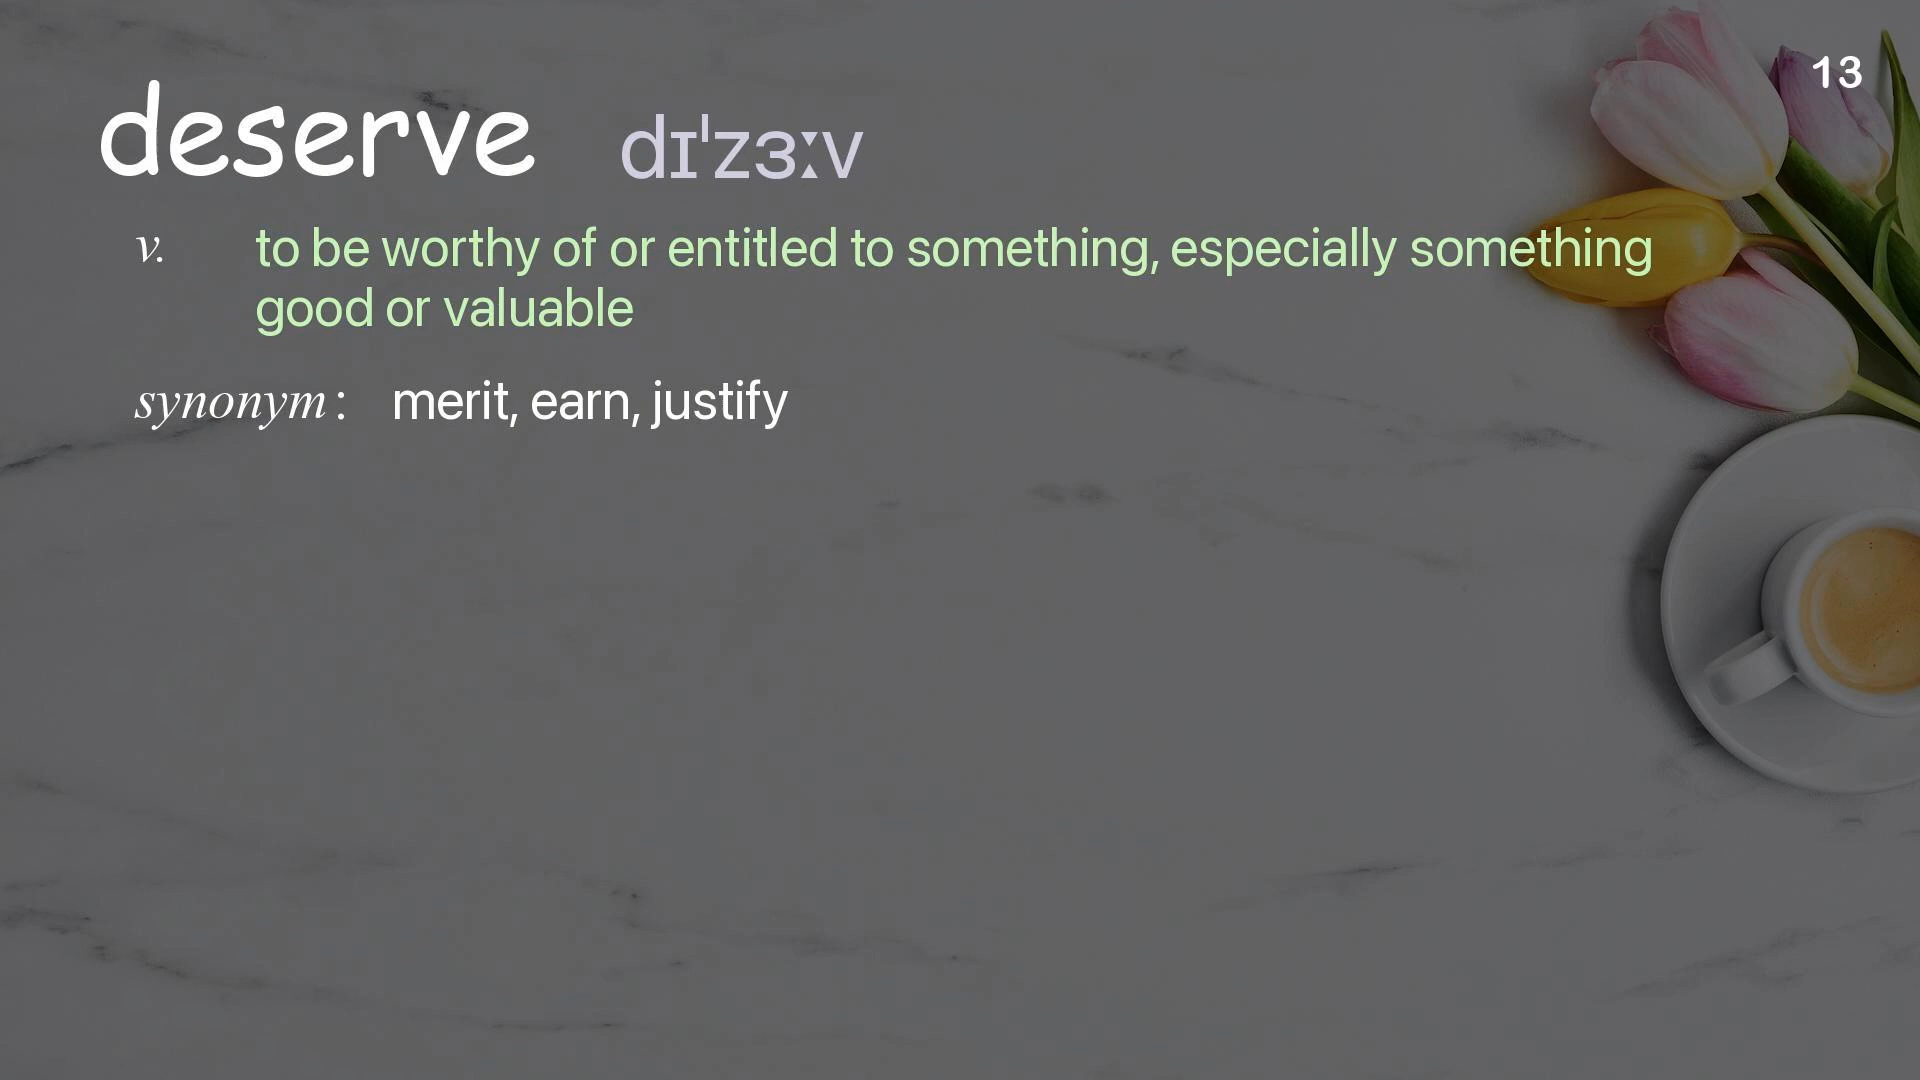 13
deserve dɪˈzɜːv
v. to be worthy of or entitled to something, especially something
good or valuable
synonym : merit, earn, justify